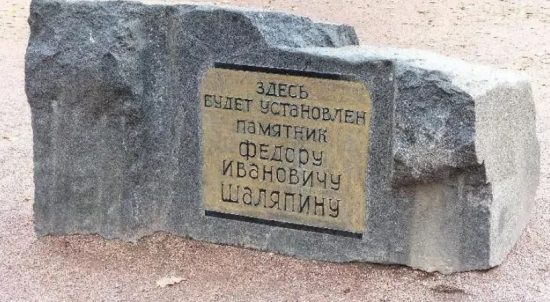 ЗДЕСЬ
БУДЕТ УСТАНОВЛЕН
ПАМЯТНИК
ФЕДОРУ
ИВАНОВИЧУ
ШАЛЯПИНУ